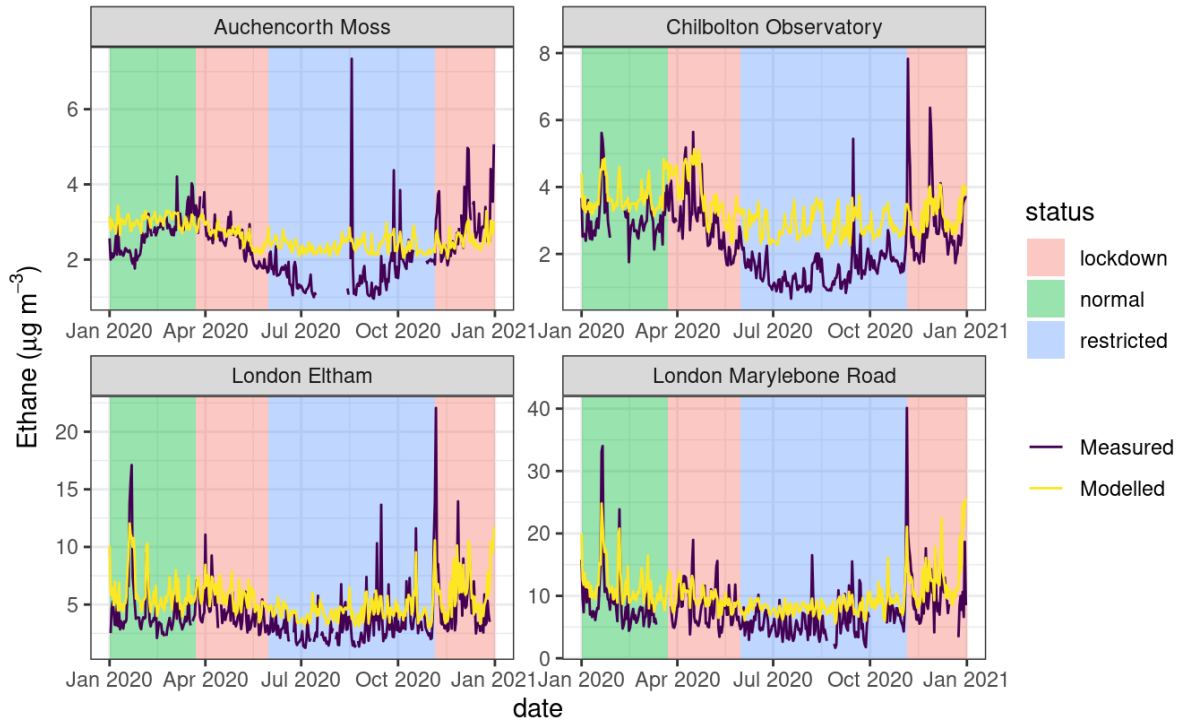 Auchencorth Moss
Chilbolton Observatory
6
4
2
8
6
4
2
Jan 2020 Apr 2020 Jul 2020 Oct 2020 Jan 2021
Jan 2020 Apr 2020 Jul 2020 Oct 2020 Jan 2021
London Eltham
London Marylebone Road
20
15
10
5
40
30
20
10
0
Jan 2020 Apr 2020 Jul 2020 Oct 2020 Jan 2021
Jan 2020 Apr 2020 Jul 2020 Oct 2020 Jan 2021
Ethane (μg m⁻³)
date
status
lockdown
normal
restricted
Measured
Modelled